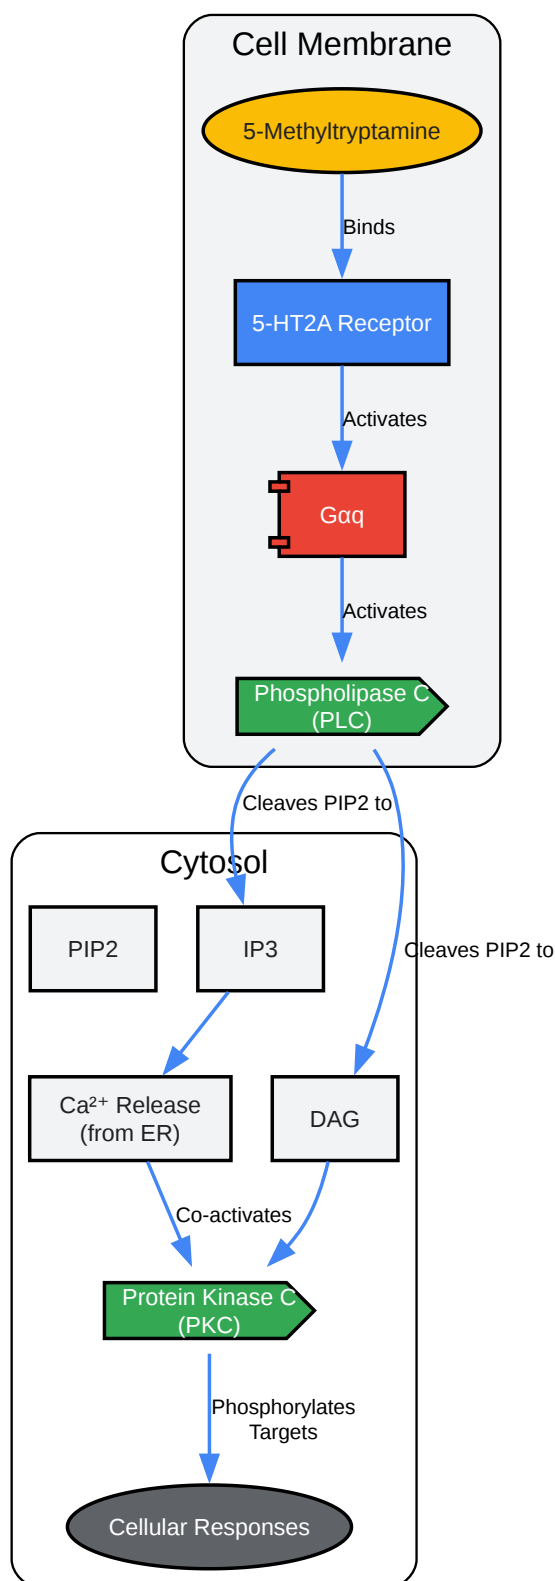 Cell Membrane
5-Methyltryptamine
Binds
5-HT2A Receptor
Activates
Gαq
Activates
Phospholipase C
(PLC)
Cleaves PIP2 to
Cytosol
PIP2
IP3
Cleaves PIP2 to
Ca²⁺ Release
(from ER)
DAG
Co-activates
Protein Kinase C
(PKC)
Phosphorylates
Targets
Cellular Responses